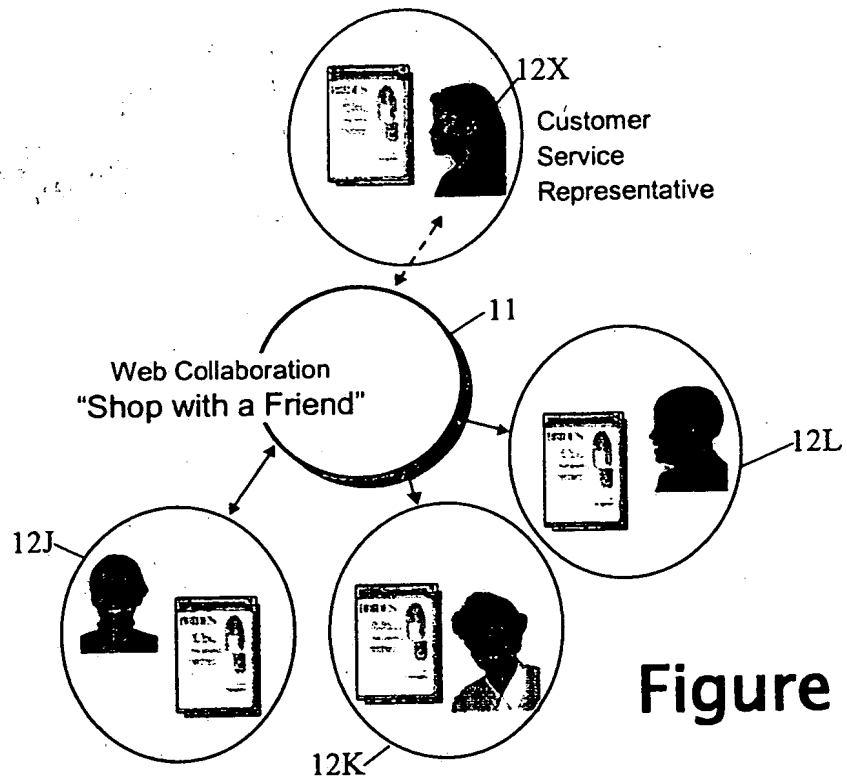 12X
Customer
Service
Representative
11
Web Collaboration
“Shop with a Friend”
12L
12J
12K
Figure